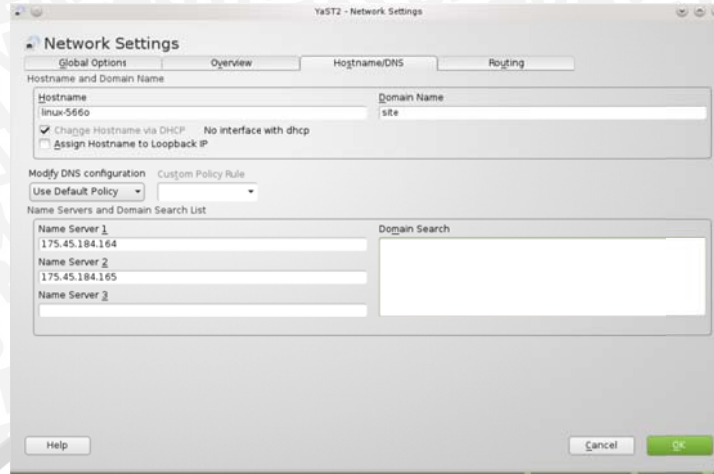 YaST2 - Network Settings
Network Settings
Global Options Overview Hostname/DNS Routing
Hostname and Domain Name
Hostname Domain Name
linux-566o site
Change Hostname via DHCP No interface with dhcp
Assign Hostname to Loopback IP
Modify DNS configuration Custom Policy Rule
Use Default Policy
Name Servers and Domain Search List
Name Server 1 Domain Search
175.45.184.164
Name Server 2
175.45.184.165
Name Server 3
Help Cancel OK